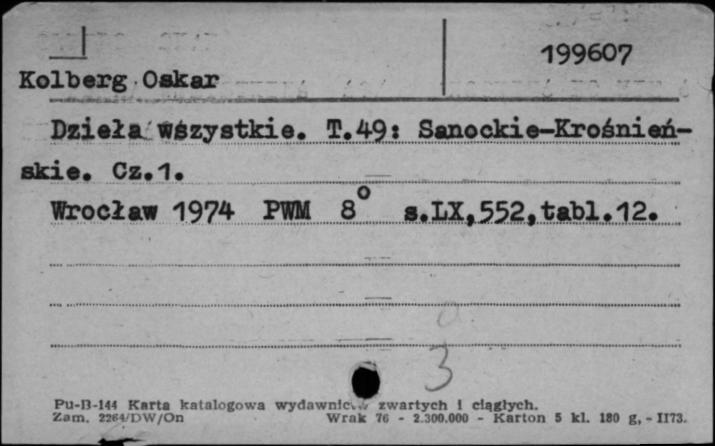 199607
Kolberg Oskar
Dzieła wszystkie. T.49: Sanockie-Krośnień-
skie. Cz.1.
Wrocław 1974 PWM 8° s.LX,552,tabl.12.
3
Pu-B-144 Karta katalogowa wydawnictw zwartych i ciągłych.
Zam. 2264/DW/On Wrak 76 - 2.300.000 - Karton 5 kl. 180 g, - II73.